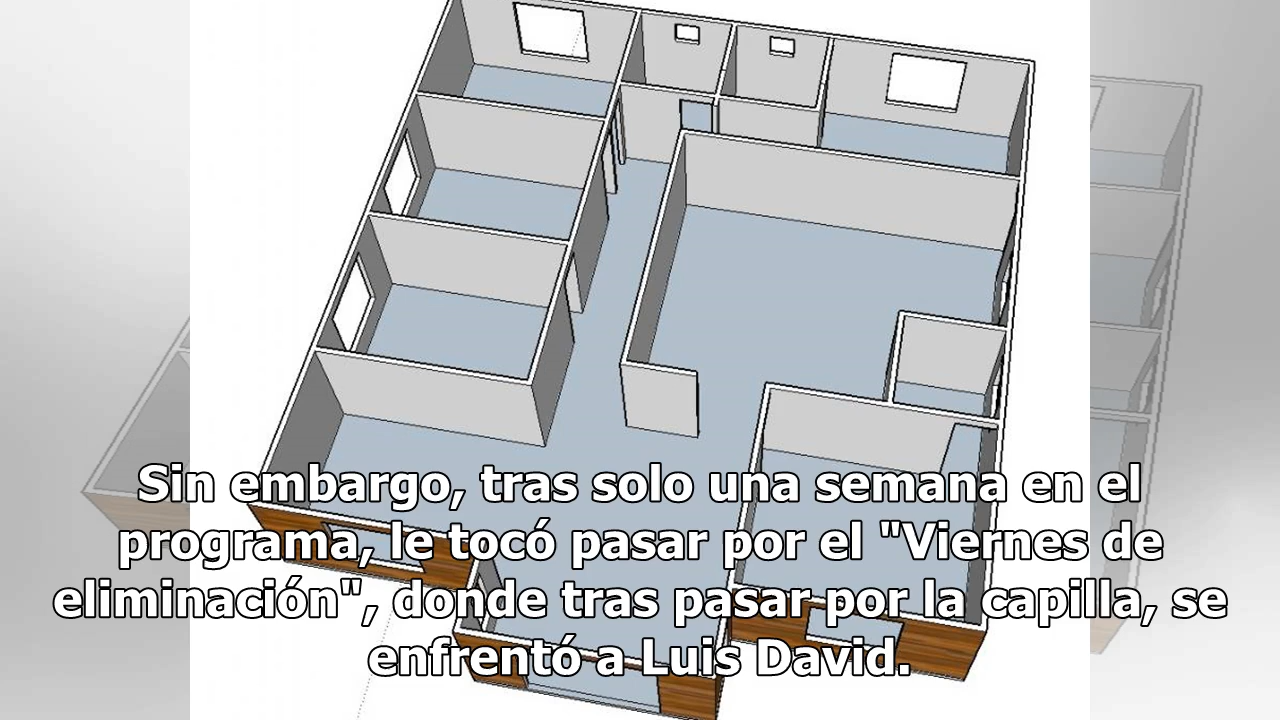 Sin embargo, tras solo una semana en el
programa, le tocó pasar por el "Viernes de
eliminación", donde tras pasar por la capilla, se
enfrentó a Luis David.